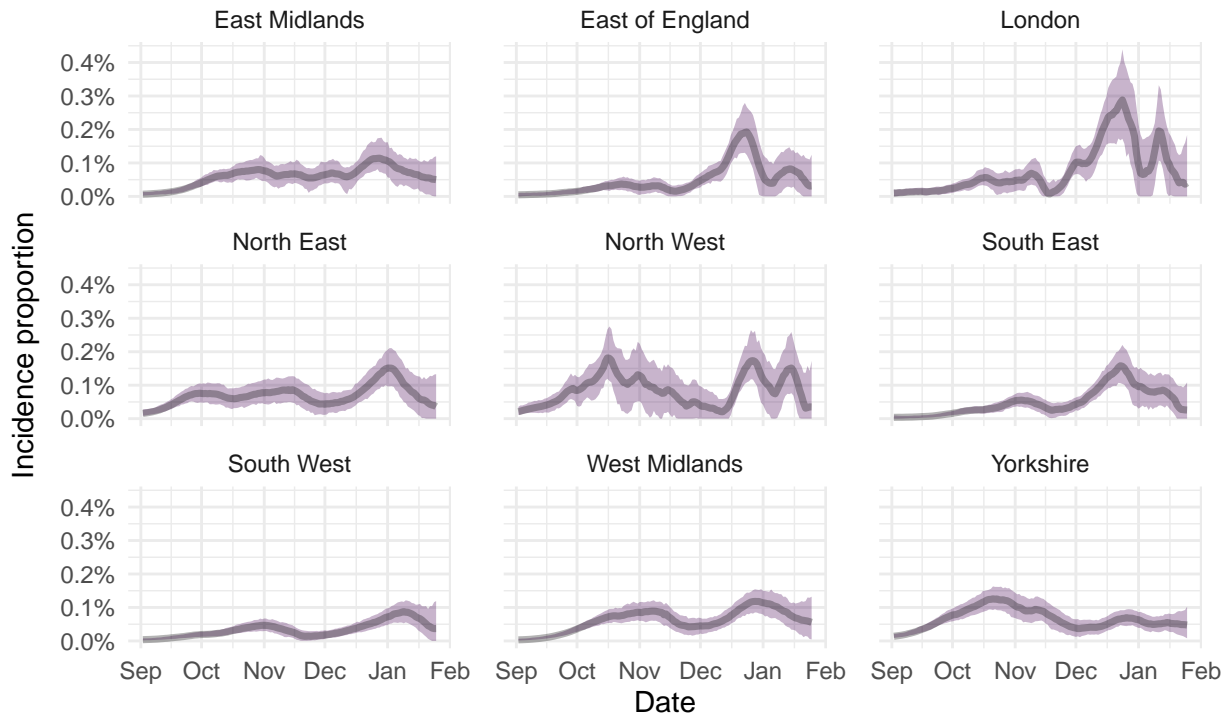 East Midlands East of England London
0.4%
0.3%
0.2%
0.1%
0.0%
North East North West South East
0.4%
0.3%
0.2%
0.1%
0.0%
South West West Midlands Yorkshire
0.4%
0.3%
0.2%
0.1%
0.0%
Sep Oct Nov Dec Jan Feb Sep Oct Nov Dec Jan Feb Sep Oct Nov Dec Jan Feb
Date
Incidence proportion